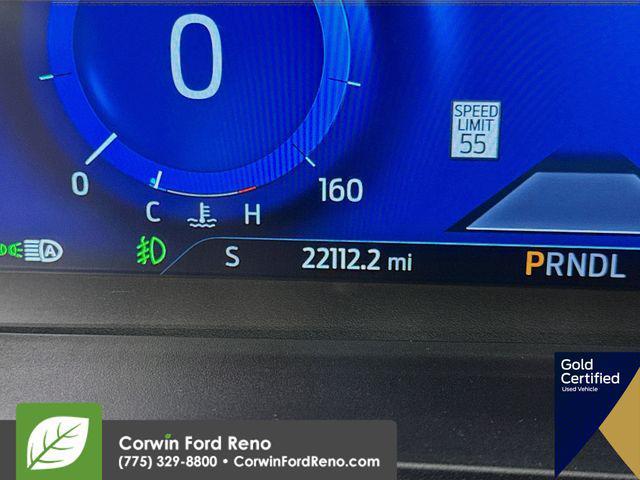 0
SPEED
LIMIT
55
0
160
C H
A
S
22112.2 mi
PRNDL
Gold
Certified
Used Vehicle
Corwin Ford Reno
(775) 329-8800 • CorwinFordReno.com